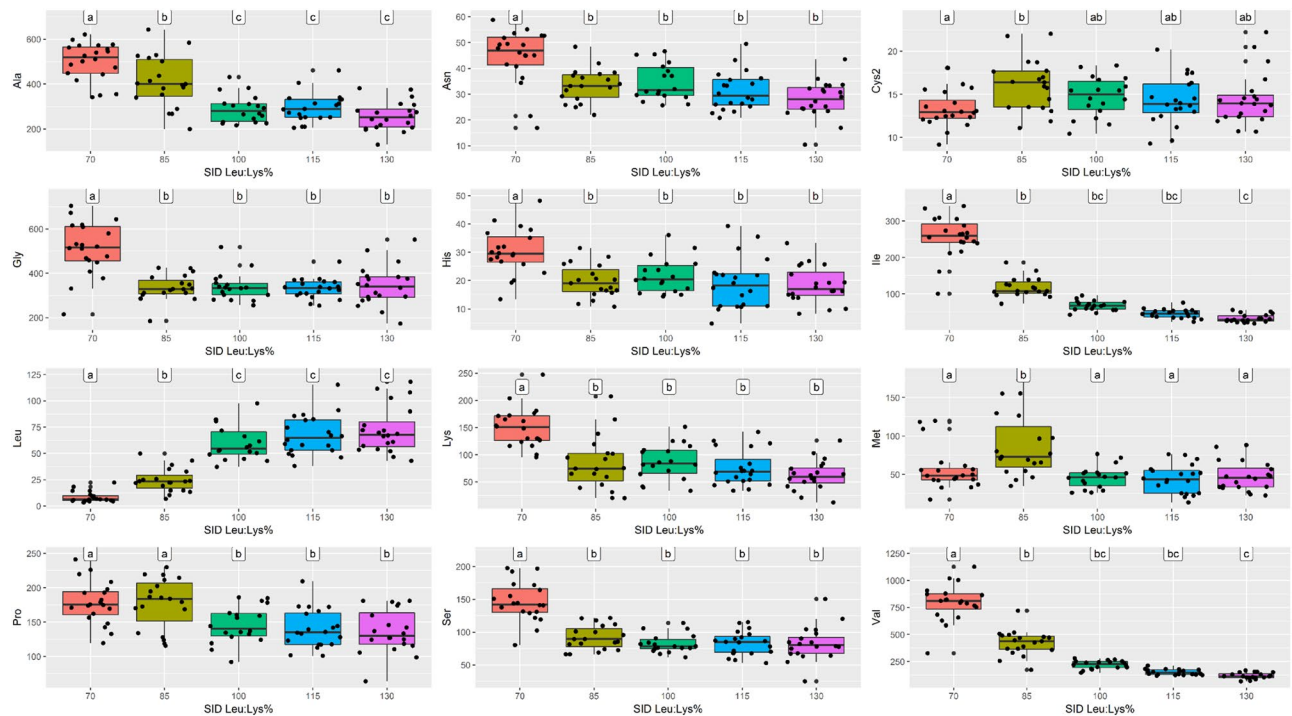 a b c c c
600
400
200
Ala
70 85 100 115 130
SID Leu:Lys%
a b b b b
60
50
40
30
20
10
Asn
70 85 100 115 130
SID Leu:Lys%
a b ab ab ab
20
15
10
Cys2
70 85 100 115 130
SID Leu:Lys%
a b b b b
600
400
200
Gly
70 85 100 115 130
SID Leu:Lys%
a b b b b
50
40
30
20
10
His
70 85 100 115 130
SID Leu:Lys%
a b bc bc c
300
200
100
Ile
70 85 100 115 130
SID Leu:Lys%
a b c c c
125
100
75
50
25
0
Leu
70 85 100 115 130
SID Leu:Lys%
a b b b b
250
200
150
100
50
Lys
70 85 100 115 130
SID Leu:Lys%
a b a a a
150
100
50
Met
70 85 100 115 130
SID Leu:Lys%
a a b b b
250
200
150
100
Pro
70 85 100 115 130
SID Leu:Lys%
a b b b b
200
150
100
50
Ser
70 85 100 115 130
SID Leu:Lys%
a b bc bc c
1250
1000
750
500
250
Val
70 85 100 115 130
SID Leu:Lys%